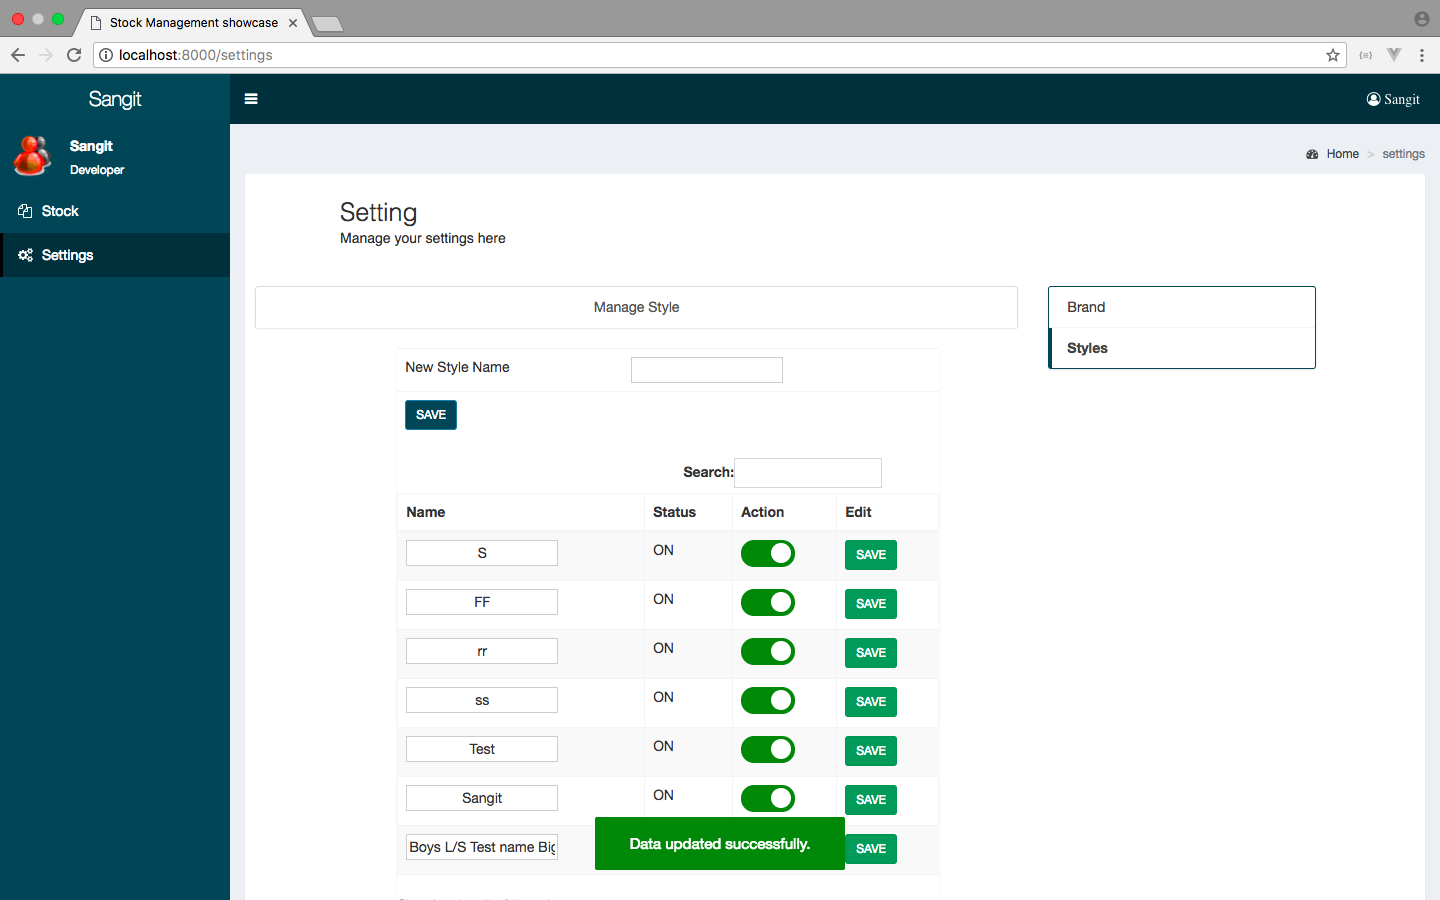 Stock Management showcase
localhost:8000/settings
Sangit
Sangit
Sangit
Developer
Stock
Settings
Home > settings
Setting
Manage your settings here
Manage Style
Brand
Styles
New Style Name
SAVE
Search:
Name Status Action Edit
S ON SAVE
FF ON SAVE
rr ON SAVE
ss ON SAVE
Test ON SAVE
Sangit ON SAVE
Boys L/S Test name Big SAVE
Data updated successfully.